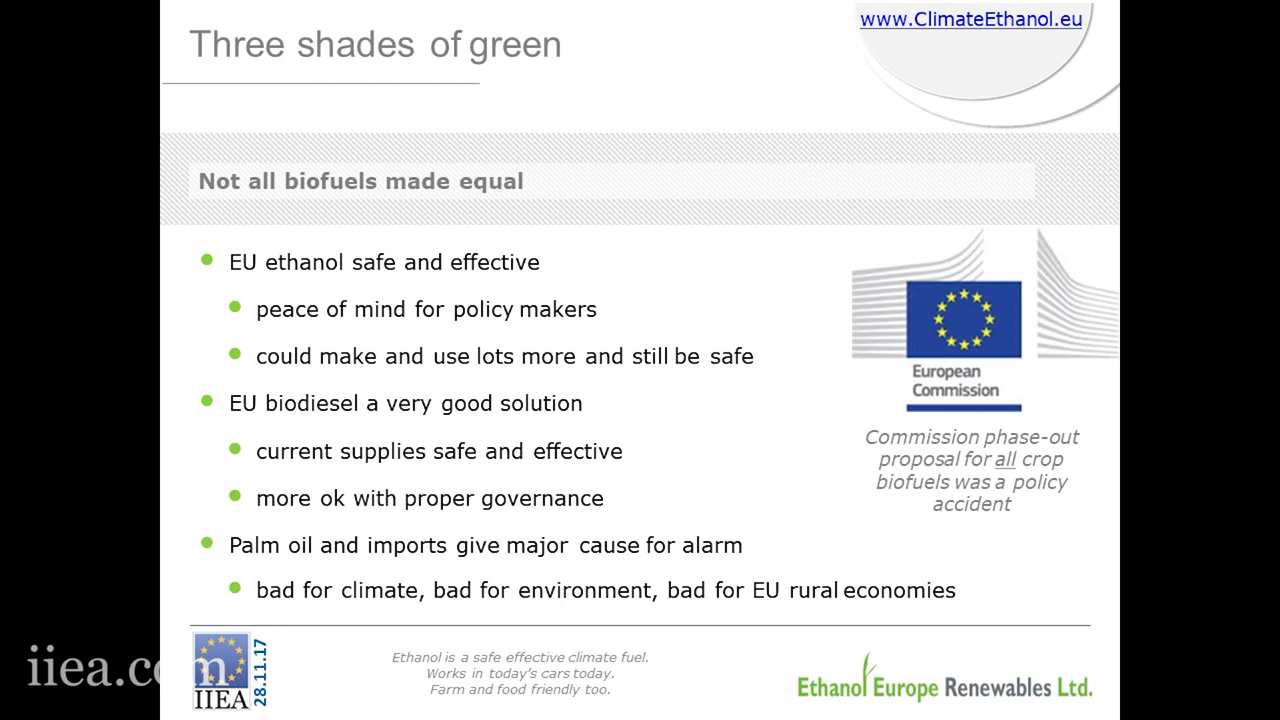 Three shades of green
www.ClimateEthanol.eu
Not all biofuels made equal
EU ethanol safe and effective
peace of mind for policy makers
could make and use lots more and still be safe
EU biodiesel a very good solution
current supplies safe and effective
more ok with proper governance
Palm oil and imports give major cause for alarm
bad for climate, bad for environment, bad for EU rural economies
European
Commission
Commission phase-out
proposal for all crop
biofuels was a policy
accident
iiea.com
IIEA
28.11.17
Ethanol is a safe effective climate fuel.
Works in today's cars today.
Farm and food friendly too.
Ethanol Europe Renewables Ltd.